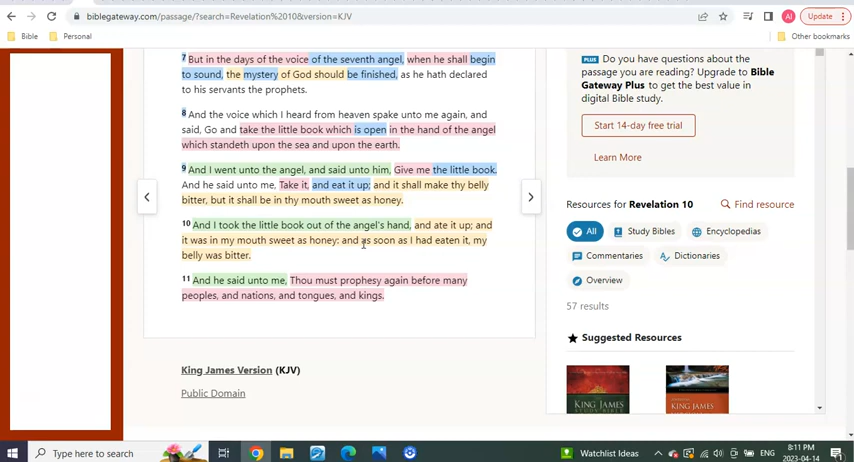 biblegateway.com/passage/?search=Revelation%2010&version=KJV
AI
Update
Bible
Personal
Other bookmarks
7 But in the days of the voice of the seventh angel, when he shall begin
to sound, the mystery of God should be finished, as he hath declared
to his servants the prophets.
8 And the voice which I heard from heaven spake unto me again, and
said, Go and take the little book which is open in the hand of the angel
which standeth upon the sea and upon the earth.
9 And I went unto the angel, and said unto him, Give me the little book.
And he said unto me, Take it, and eat it up; and it shall make thy belly
bitter, but it shall be in thy mouth sweet as honey.
10 And I took the little book out of the angel's hand, and ate it up; and
it was in my mouth sweet as honey: and as soon as I had eaten it, my
belly was bitter.
11 And he said unto me, Thou must prophesy again before many
peoples, and nations, and tongues, and kings.
King James Version (KJV)
Public Domain
PLUS Do you have questions about the
passage you are reading? Upgrade to Bible
Gateway Plus to get the best value in
digital Bible study.
Start 14-day free trial
Learn More
Resources for Revelation 10
Find resource
All
Study Bibles
Encyclopedias
Commentaries
Dictionaries
Overview
57 results
Suggested Resources
KING JAMES
KING JAMES
Type here to search
Watchlist Ideas
ENG
8:11 PM
2023-04-14
1